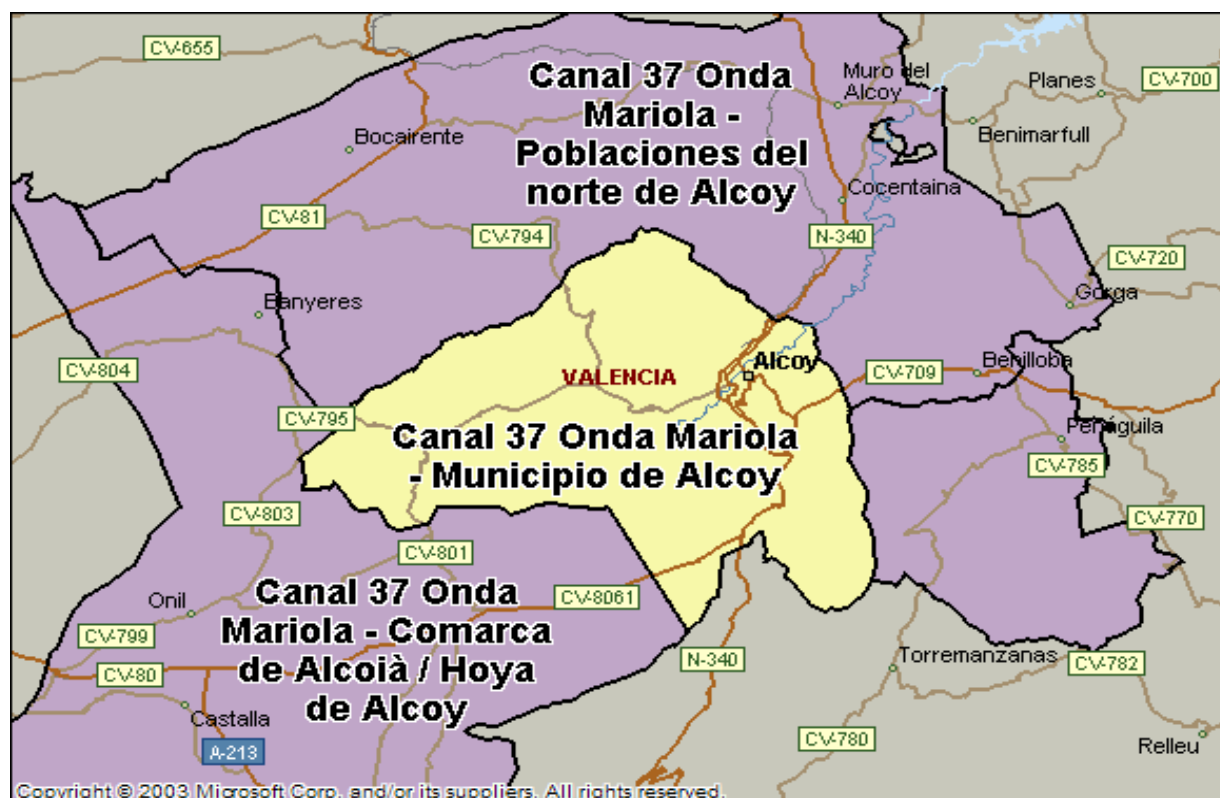 CV-655
Canal 37 Onda
Mariola -
Poblaciones del
norte de Alcoy
Muro del
Alcoy
Planes
CV-700
Bocairente
Benimarfull
Cocentaina
CV-81
CV-794
N-340
CV-720
Banyeres
Gorga
CV-804
VALENCIA
Alcoy
CV-709
Benilloba
CV-795
Canal 37 Onda Mariola
- Municipio de Alcoy
Penáguila
CV-785
CV-803
CV-770
CV-801
Canal 37 Onda
Mariola - Comarca
de Alcoià / Hoya
de Alcoy
Onil
CV-8061
CV-799
CV-80
N-340
Torremanzanas
CV-782
Castalla
A-213
CV-780
Relleu
Copyright © 2003 Microsoft Corp. and/or its suppliers. All rights reserved.